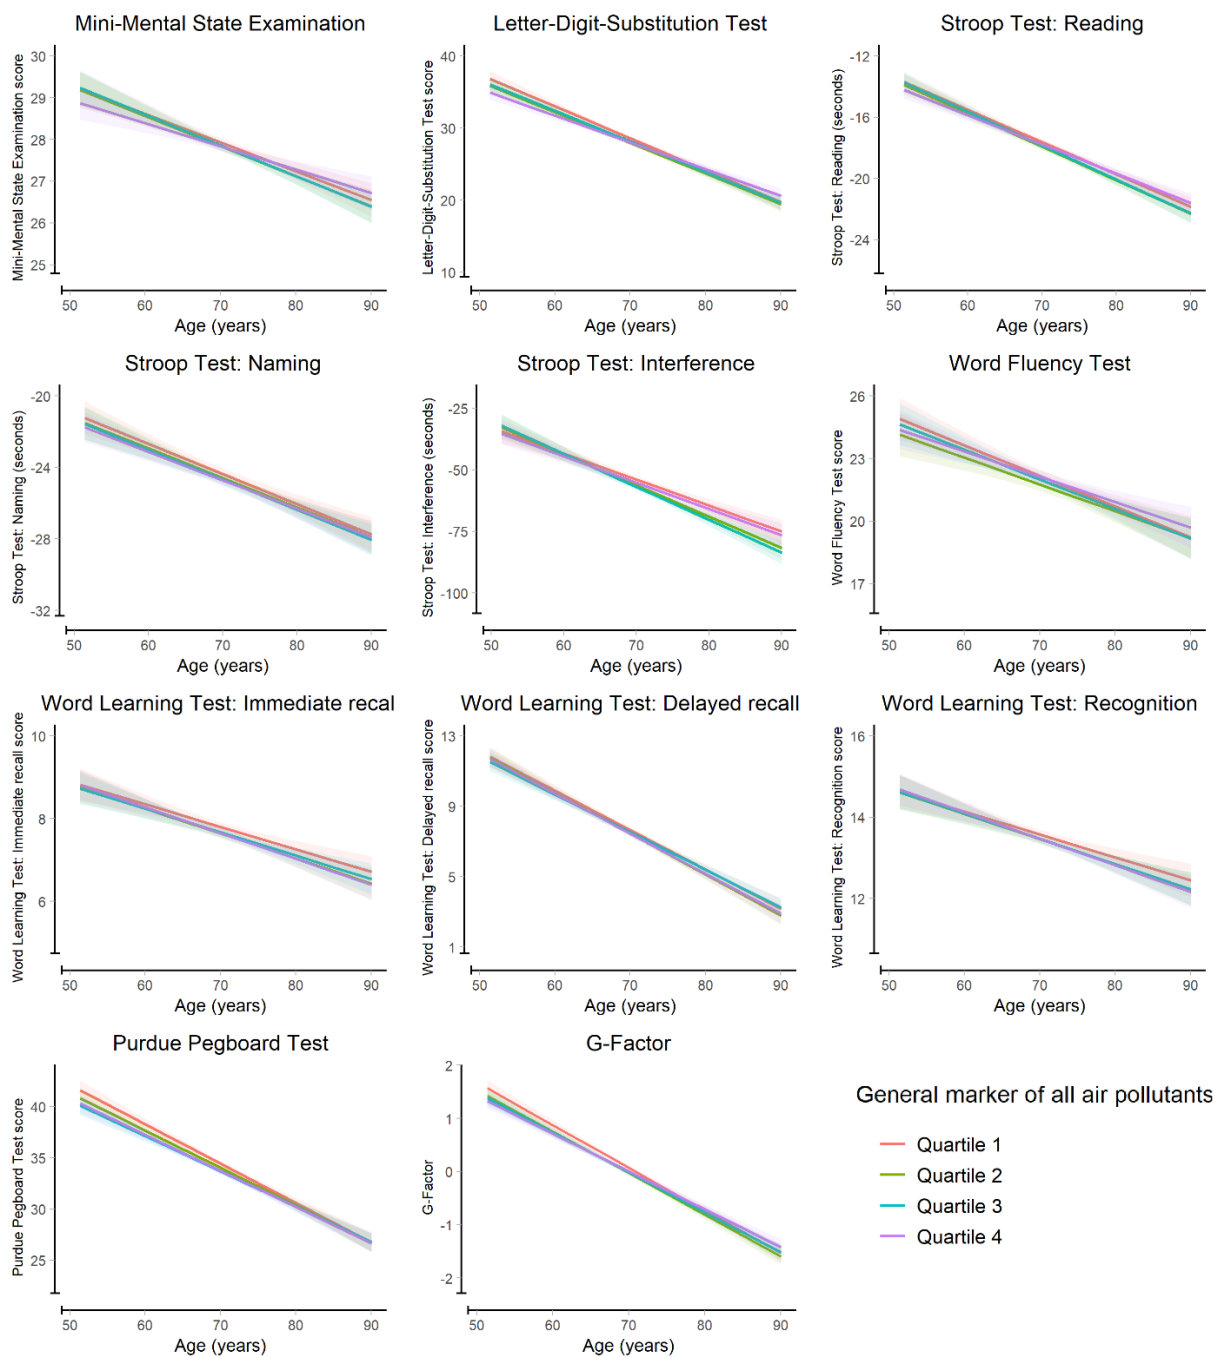 Mini-Mental State Examination
Mini-Mental State Examination score
30
29
28
27
26
25
50 60 70 80 90
Age (years)
Letter-Digit-Substitution Test
Letter-Digit-Substitution Test score
40
30
20
10
50 60 70 80 90
Age (years)
Stroop Test: Reading
Stroop Test: Reading (seconds)
-12
-16
-20
-24
50 60 70 80 90
Age (years)
Stroop Test: Naming
Stroop Test: Naming (seconds)
-20
-24
-28
-32
50 60 70 80 90
Age (years)
Stroop Test: Interference
Stroop Test: Interference (seconds)
-25
-50
-75
-100
50 60 70 80 90
Age (years)
Word Fluency Test
Word Fluency Test score
26
23
20
17
50 60 70 80 90
Age (years)
Word Learning Test: Immediate recal
Word Learning Test: Immediate recall score
10
8
6
50 60 70 80 90
Age (years)
Word Learning Test: Delayed recall
Word Learning Test: Delayed recall score
13
9
5
1
50 60 70 80 90
Age (years)
Word Learning Test: Recognition
Word Learning Test: Recognition score
16
14
12
50 60 70 80 90
Age (years)
Purdue Pegboard Test
Purdue Pegboard Test score
40
35
30
25
50 60 70 80 90
Age (years)
G-Factor
G-Factor
2
1
0
-1
-2
50 60 70 80 90
Age (years)
General marker of all air pollutants
Quartile 1
Quartile 2
Quartile 3
Quartile 4